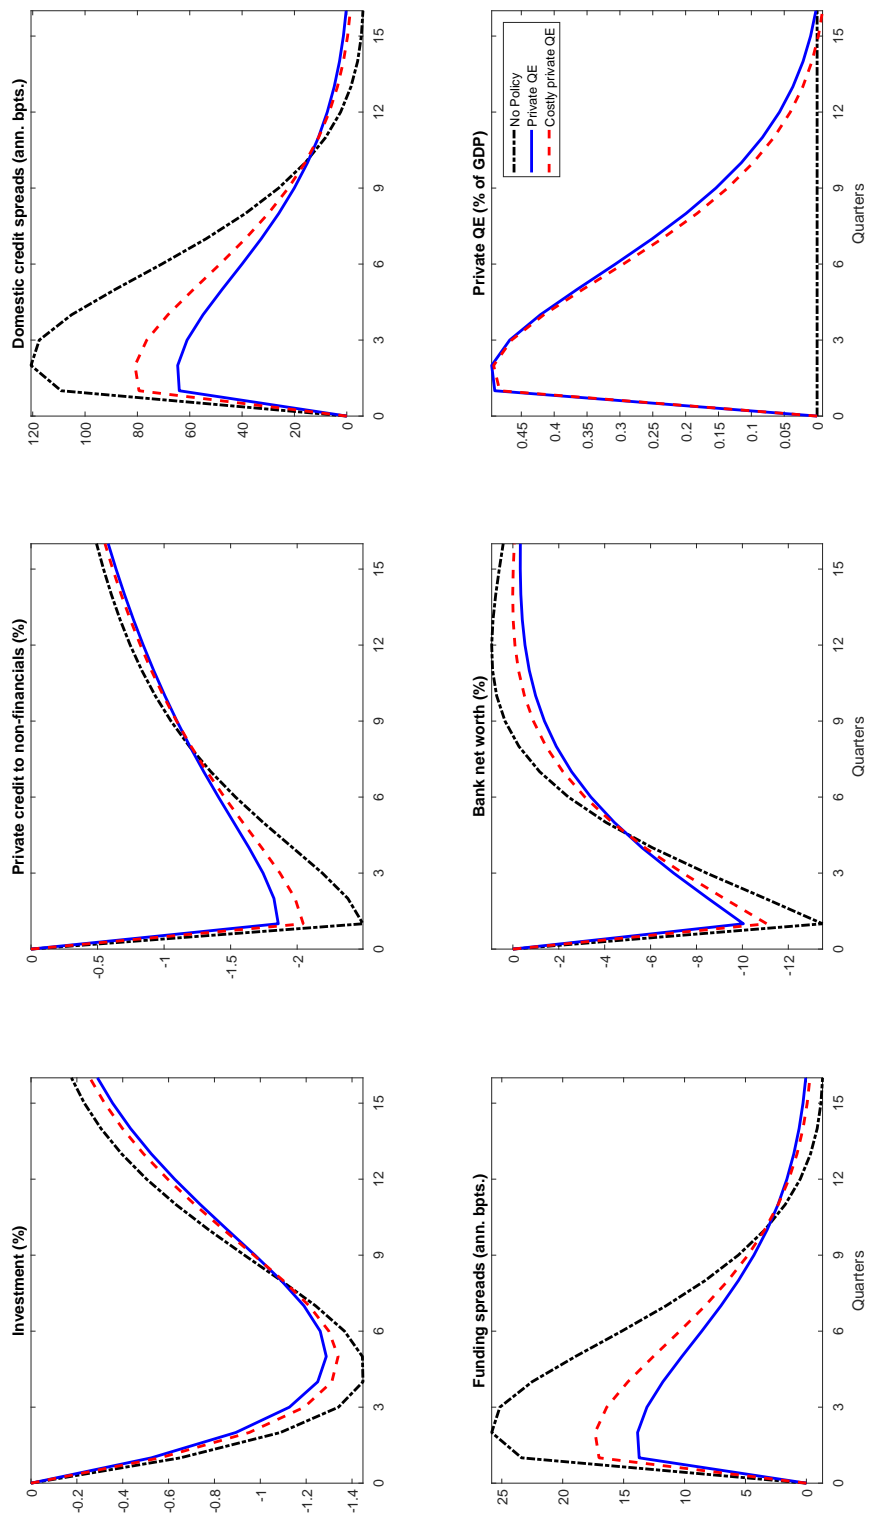 Investment (%)
0
-0.2
-0.4
-0.6
-0.8
-1
-1.2
-1.4
0 3 6 9 12 15
Private credit to non-financials (%)
0
-0.5
-1
-1.5
-2
0 3 6 9 12 15
Domestic credit spreads (ann. bpts.)
120
100
80
60
40
20
0
0 3 6 9 12 15
Funding spreads (ann. bpts.)
25
20
15
10
5
0
0 3 6 9 12 15
Quarters
Bank net worth (%)
0
-2
-4
-6
-8
-10
-12
0 3 6 9 12 15
Quarters
Private QE (% of GDP)
0.45
0.4
0.35
0.3
0.25
0.2
0.15
0.1
0.05
0
0 3 6 9 12 15
Quarters
No Policy
Private QE
Costly private QE